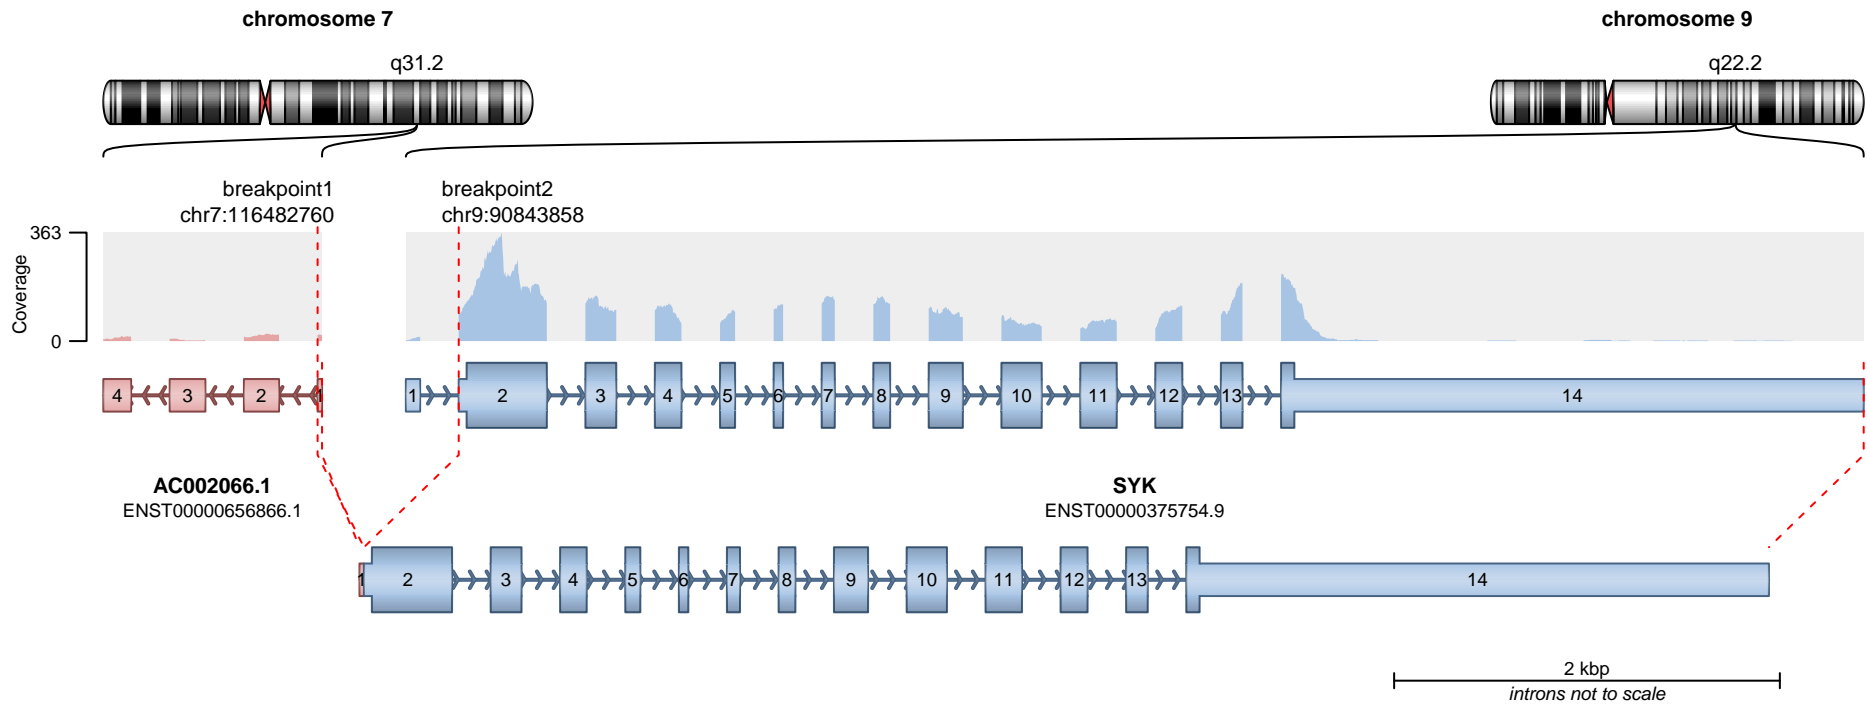 chromosome 7
chromosome 9
q31.2
q22.2
breakpoint1
chr7:116482760
breakpoint2
chr9:90843858
Coverage
363
0
4 3 2 1
1 2 3 4 5 6 7 8 9 10 11 12 13 14
AC002066.1
ENST00000656866.1
SYK
ENST00000375754.9
1 2 3 4 5 6 7 8 9 10 11 12 13 14
2 kbp
introns not to scale